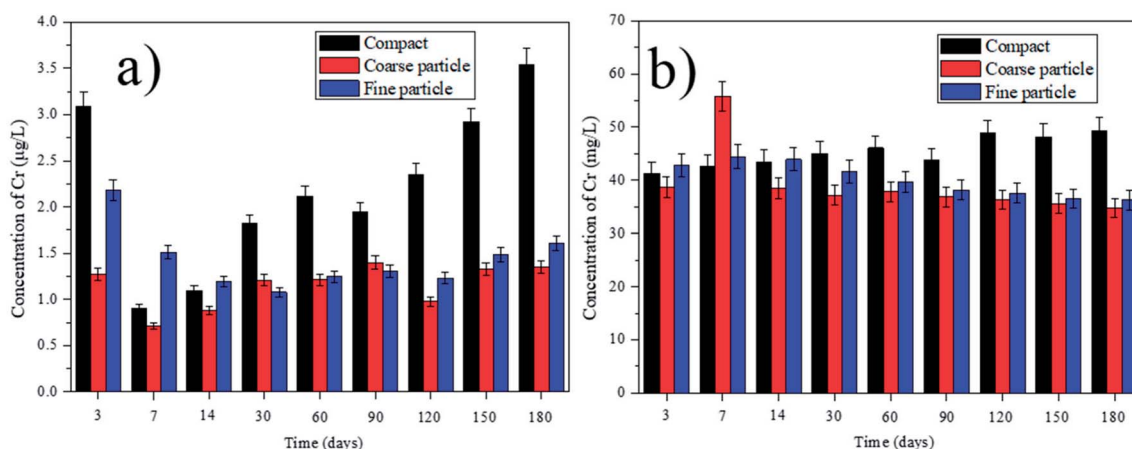 a)
Compact
Coarse particle
Fine particle
Concentration of Cr (µg/L)
4.0
3.5
3.0
2.5
2.0
1.5
1.0
0.5
0.0
3 7 14 30 60 90 120 150 180
Time (days)
b)
Compact
Coarse particle
Fine particle
Concentration of Cr (mg/L)
70
60
50
40
30
20
10
0
3 7 14 30 60 90 120 150 180
Time (days)